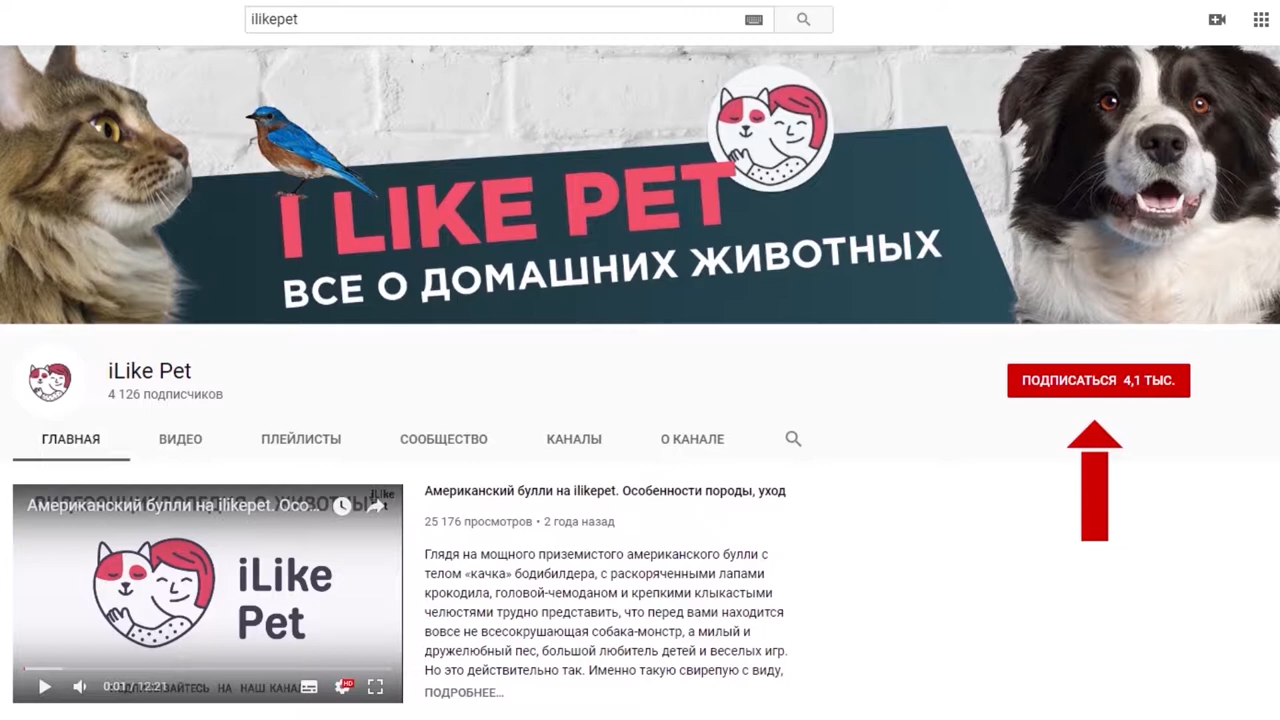 ilikepet
I LIKE PET
ВСЕ О ДОМАШНИХ ЖИВОТНЫХ
iLike Pet
4 126 подписчиков
ПОДПИСАТЬСЯ 4,1 ТЫС.
ГЛАВНАЯ ВИДЕО ПЛЕЙЛИСТЫ СООБЩЕСТВО КАНАЛЫ О КАНАЛЕ
Американский булли на ilikepet. Осо...
iLike
Pet
HD
0:01 / 12:21
Американский булли на ilikepet. Особенности породы, уход
25 176 просмотров • 2 года назад
Глядя на мощного приземистого американского булли с
телом «качка» бодибилдера, с раскоряченными лапами
крокодила, головой-чемоданом и крепкими клыкастыми
челюстями трудно представить, что перед вами находится
вовсе не всесокрушающая собака-монстр, а милый и
дружелюбный пес, большой любитель детей и веселых игр.
Но это действительно так. Именно такую свирепую с виду,
ПОДРОБНЕЕ...